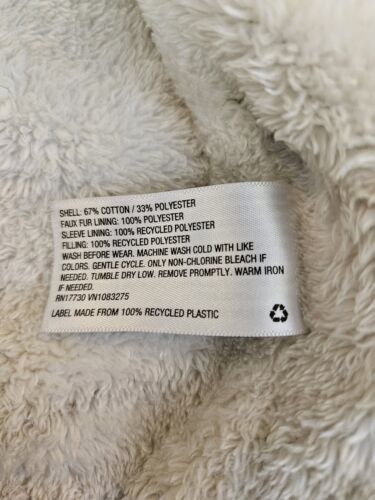 SHELL: 67% COTTON / 33% POLYESTER
FAUX FUR LINING: 100% POLYESTER
SLEEVE LINING: 100% RECYCLED POLYESTER
FILLING: 100% RECYCLED POLYESTER
WASH BEFORE WEAR. MACHINE WASH COLD WITH LIKE
COLORS. GENTLE CYCLE. ONLY NON-CHLORINE BLEACH IF
NEEDED. TUMBLE DRY LOW. REMOVE PROMPTLY. WARM IRON
IF NEEDED.
RN17730 VN1083275
LABEL MADE FROM 100% RECYCLED PLASTIC